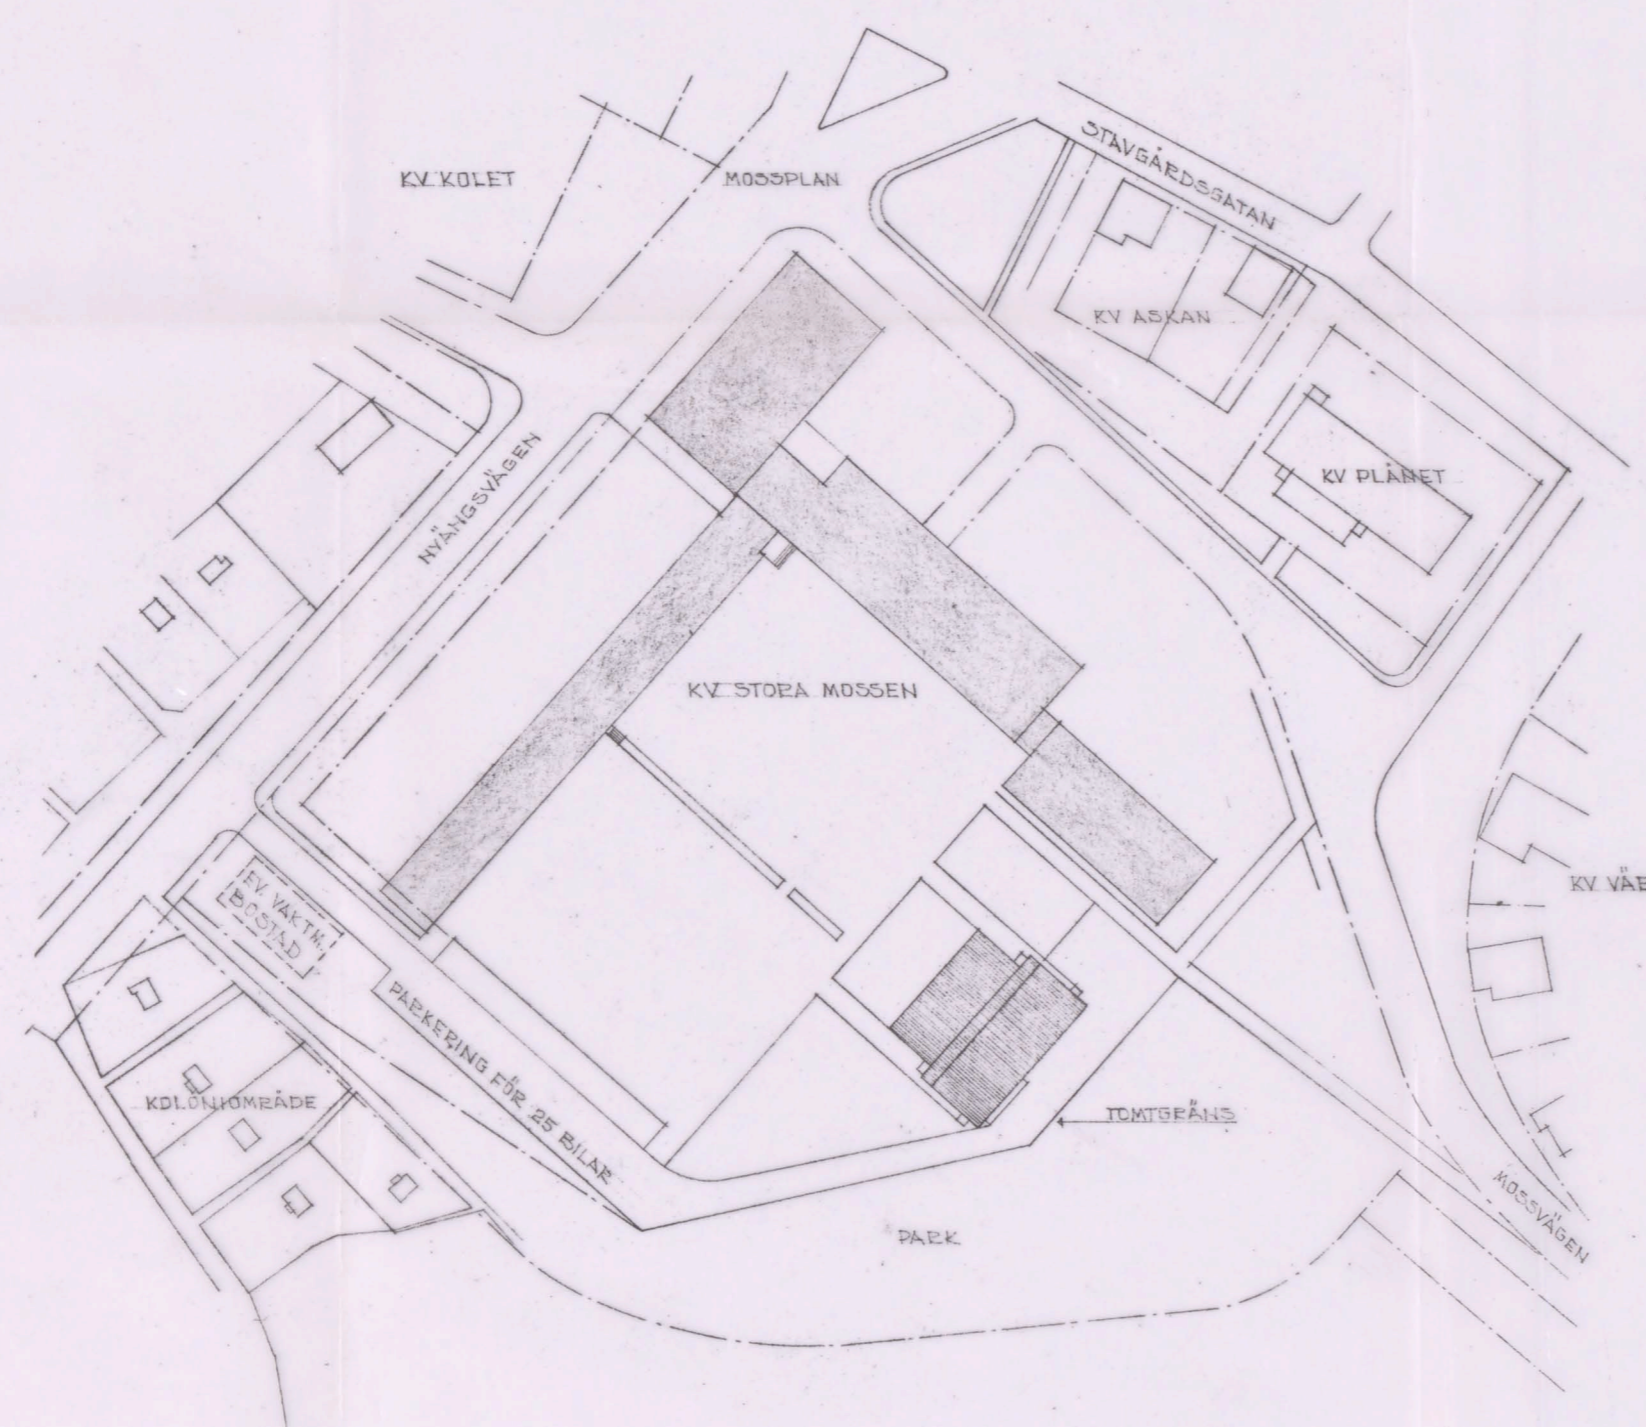 STAVGÅRDSGATAN
KV KOLET
MOSSPLAN
KV ASKAN
KV PLÅNET
NYÄNGSVÄGEN
KV STORA MOSSEN
EV. VAKTM.
BOSTAD
PARKERING FÖR 25 BILAR
KOLONIOMRÅDE
TOMTGRÄNS
MOSSVÄGEN
PARK